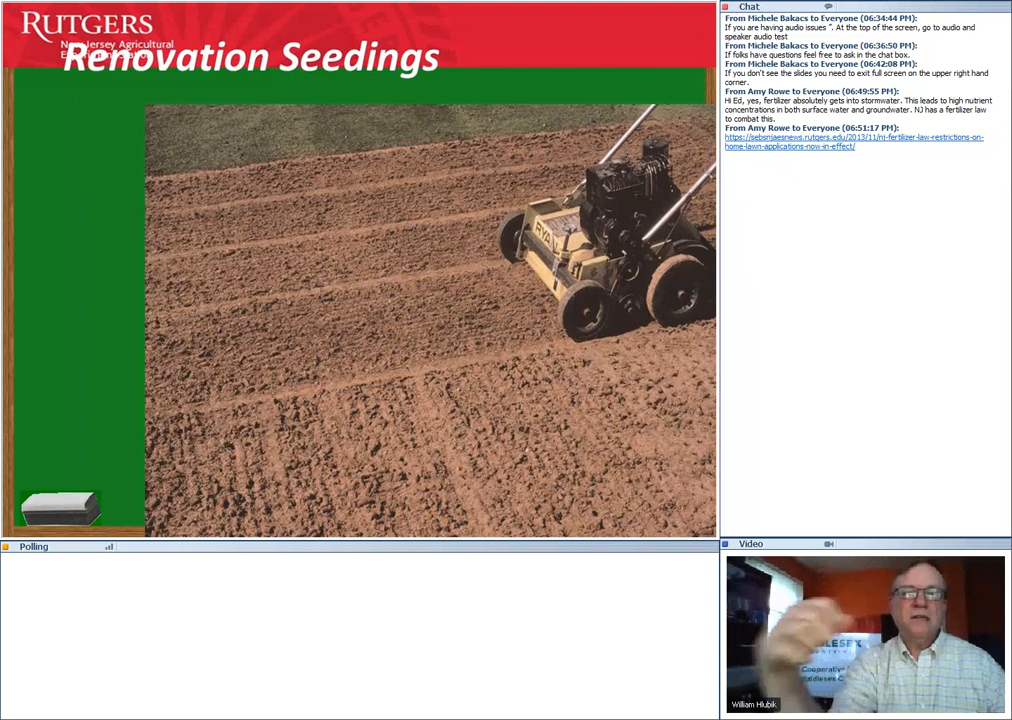 RUTGERS
New Jersey Agricultural
Renovation Seedings
RYAN
Chat
From Michele Bakacs to Everyone (06:34:44 PM):
If you are having audio issues ". At the top of the screen, go to audio and
speaker audio test
From Michele Bakacs to Everyone (06:36:50 PM):
If folks have questions feel free to ask in the chat box.
From Michele Bakacs to Everyone (06:42:08 PM):
If you don't see the slides you need to exit full screen on the upper right hand
corner.
From Amy Rowe to Everyone (06:49:55 PM):
Hi Ed, yes, fertilizer absolutely gets into stormwater. This leads to high nutrient
concentrations in both surface water and groundwater. NJ has a fertilizer law
to combat this.
From Amy Rowe to Everyone (06:51:17 PM):
https://sebsnjaesnews.rutgers.edu/2013/11/nj-fertilizer-law-restrictions-on-
home-lawn-applications-now-in-effect/
Polling
Video
William Hlubik